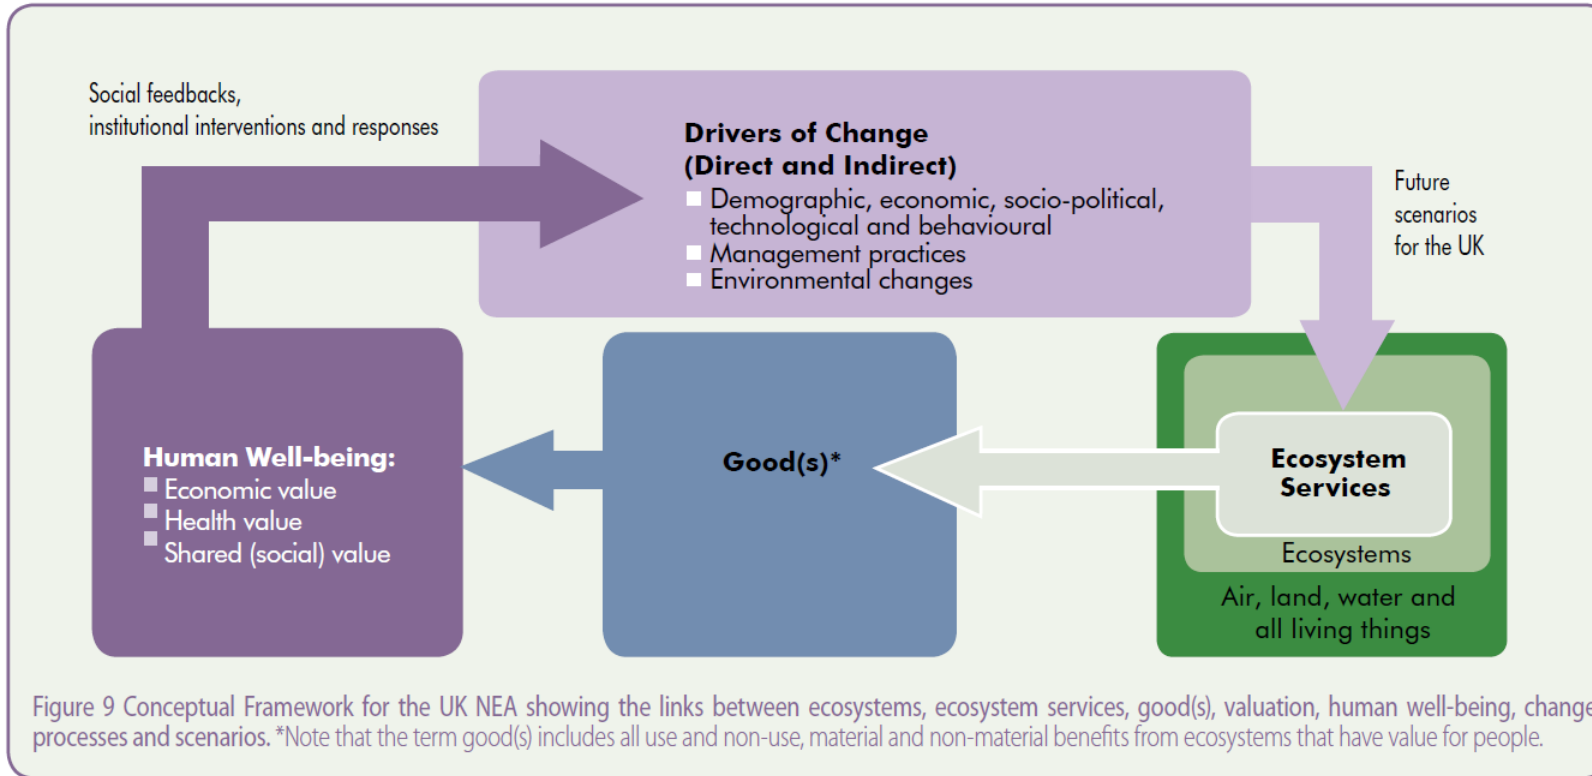 Social feedbacks,
institutional interventions and responses
Drivers of Change
(Direct and Indirect)
Demographic, economic, socio-political,
technological and behavioural
Management practices
Environmental changes
Future
scenarios
for the UK
Human Well-being:
Economic value
Health value
Shared (social) value
Good(s)*
Ecosystem
Services
Ecosystems
Air, land, water and
all living things
Figure 9 Conceptual Framework for the UK NEA showing the links between ecosystems, ecosystem services, good(s), valuation, human well-being, change
processes and scenarios. *Note that the term good(s) includes all use and non-use, material and non-material benefits from ecosystems that have value for people.